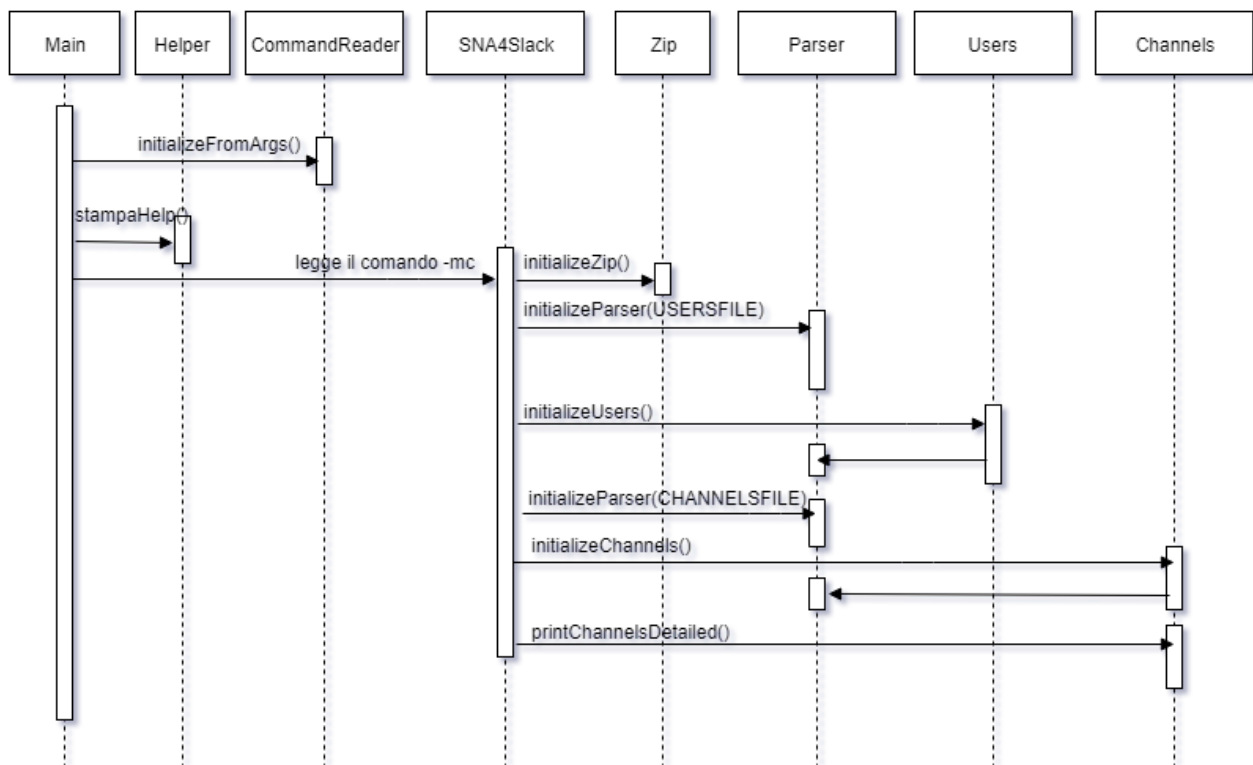 Main
Helper
CommandReader
SNA4Slack
Zip
Parser
Users
Channels
initializeFromArgs()
stampaHelp()
legge il comando -mc
initializeZip()
initializeParser(USERSFILE)
initializeUsers()
initializeParser(CHANNELSFILE)
initializeChannels()
printChannelsDetailed()